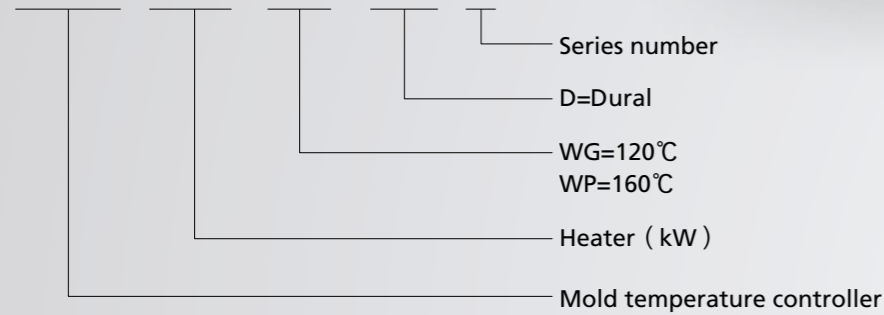 Series number
D=Dural
WG=120℃
WP=160℃
Heater（kW）
Mold temperature controller